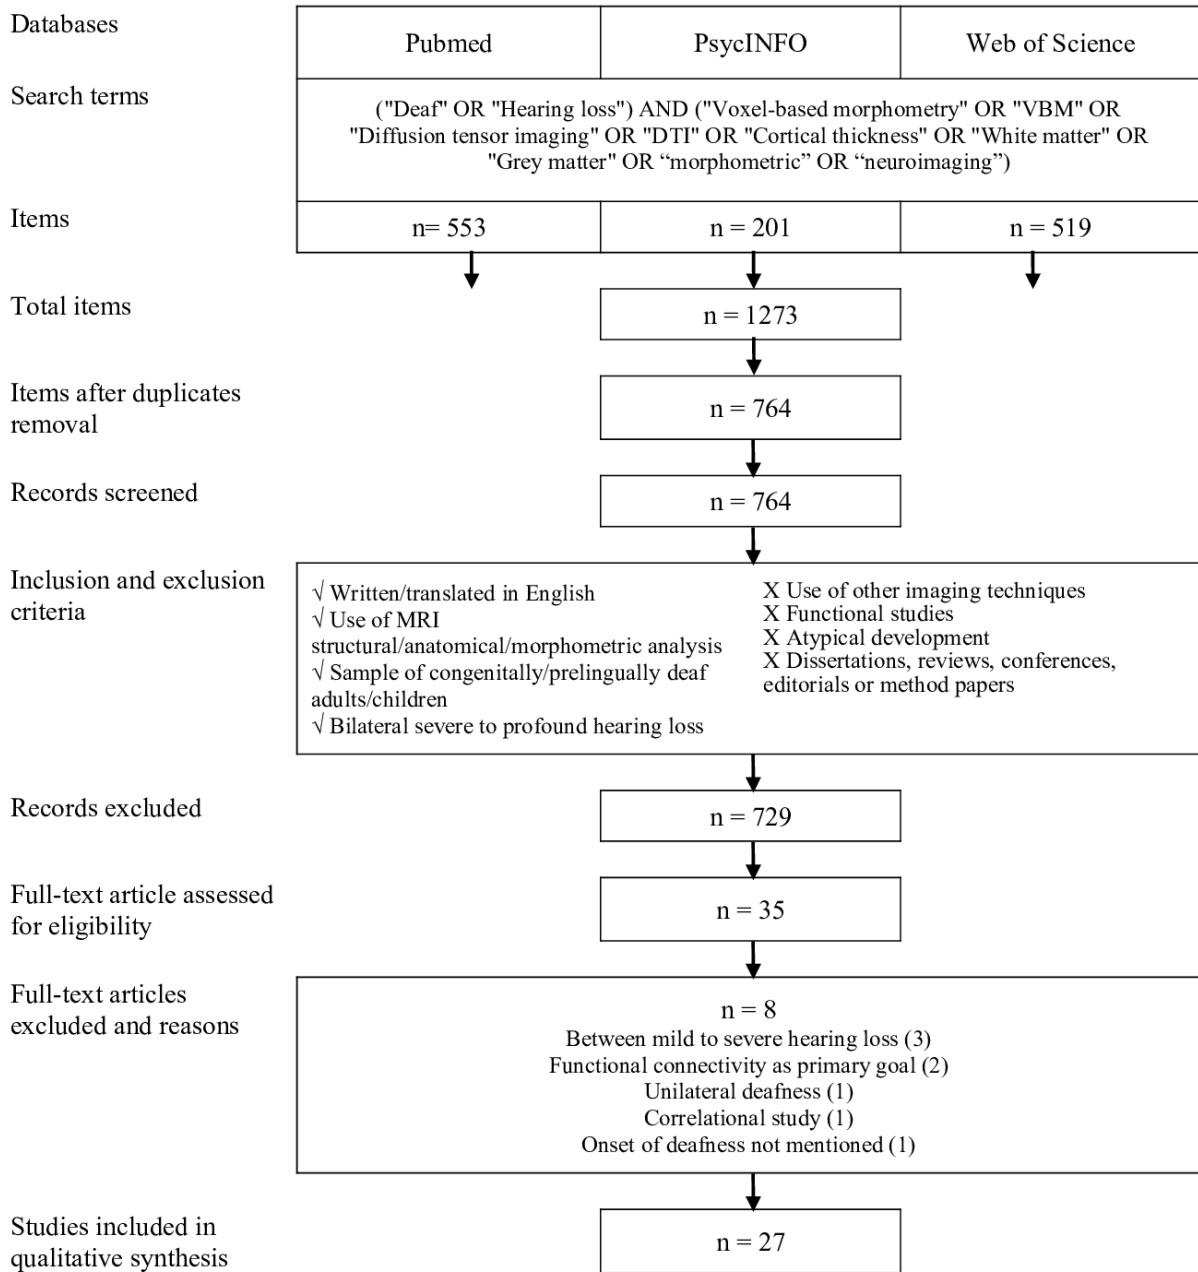 Databases
Pubmed
PsycINFO
Web of Science
Search terms
("Deaf" OR "Hearing loss") AND ("Voxel-based morphometry" OR "VBM" OR
"Diffusion tensor imaging" OR "DTI" OR "Cortical thickness" OR "White matter" OR
"Grey matter" OR “morphometric” OR “neuroimaging”)
Items
n= 553
n = 201
n = 519
Total items
n = 1273
Items after duplicates
removal
n = 764
Records screened
n = 764
Inclusion and exclusion
criteria
√ Written/translated in English
√ Use of MRI
structural/anatomical/morphometric analysis
√ Sample of congenitally/prelingually deaf
adults/children
√ Bilateral severe to profound hearing loss
X Use of other imaging techniques
X Functional studies
X Atypical development
X Dissertations, reviews, conferences,
editorials or method papers
Records excluded
n = 729
Full-text article assessed
for eligibility
n = 35
Full-text articles
excluded and reasons
n = 8
Between mild to severe hearing loss (3)
Functional connectivity as primary goal (2)
Unilateral deafness (1)
Correlational study (1)
Onset of deafness not mentioned (1)
Studies included in
qualitative synthesis
n = 27